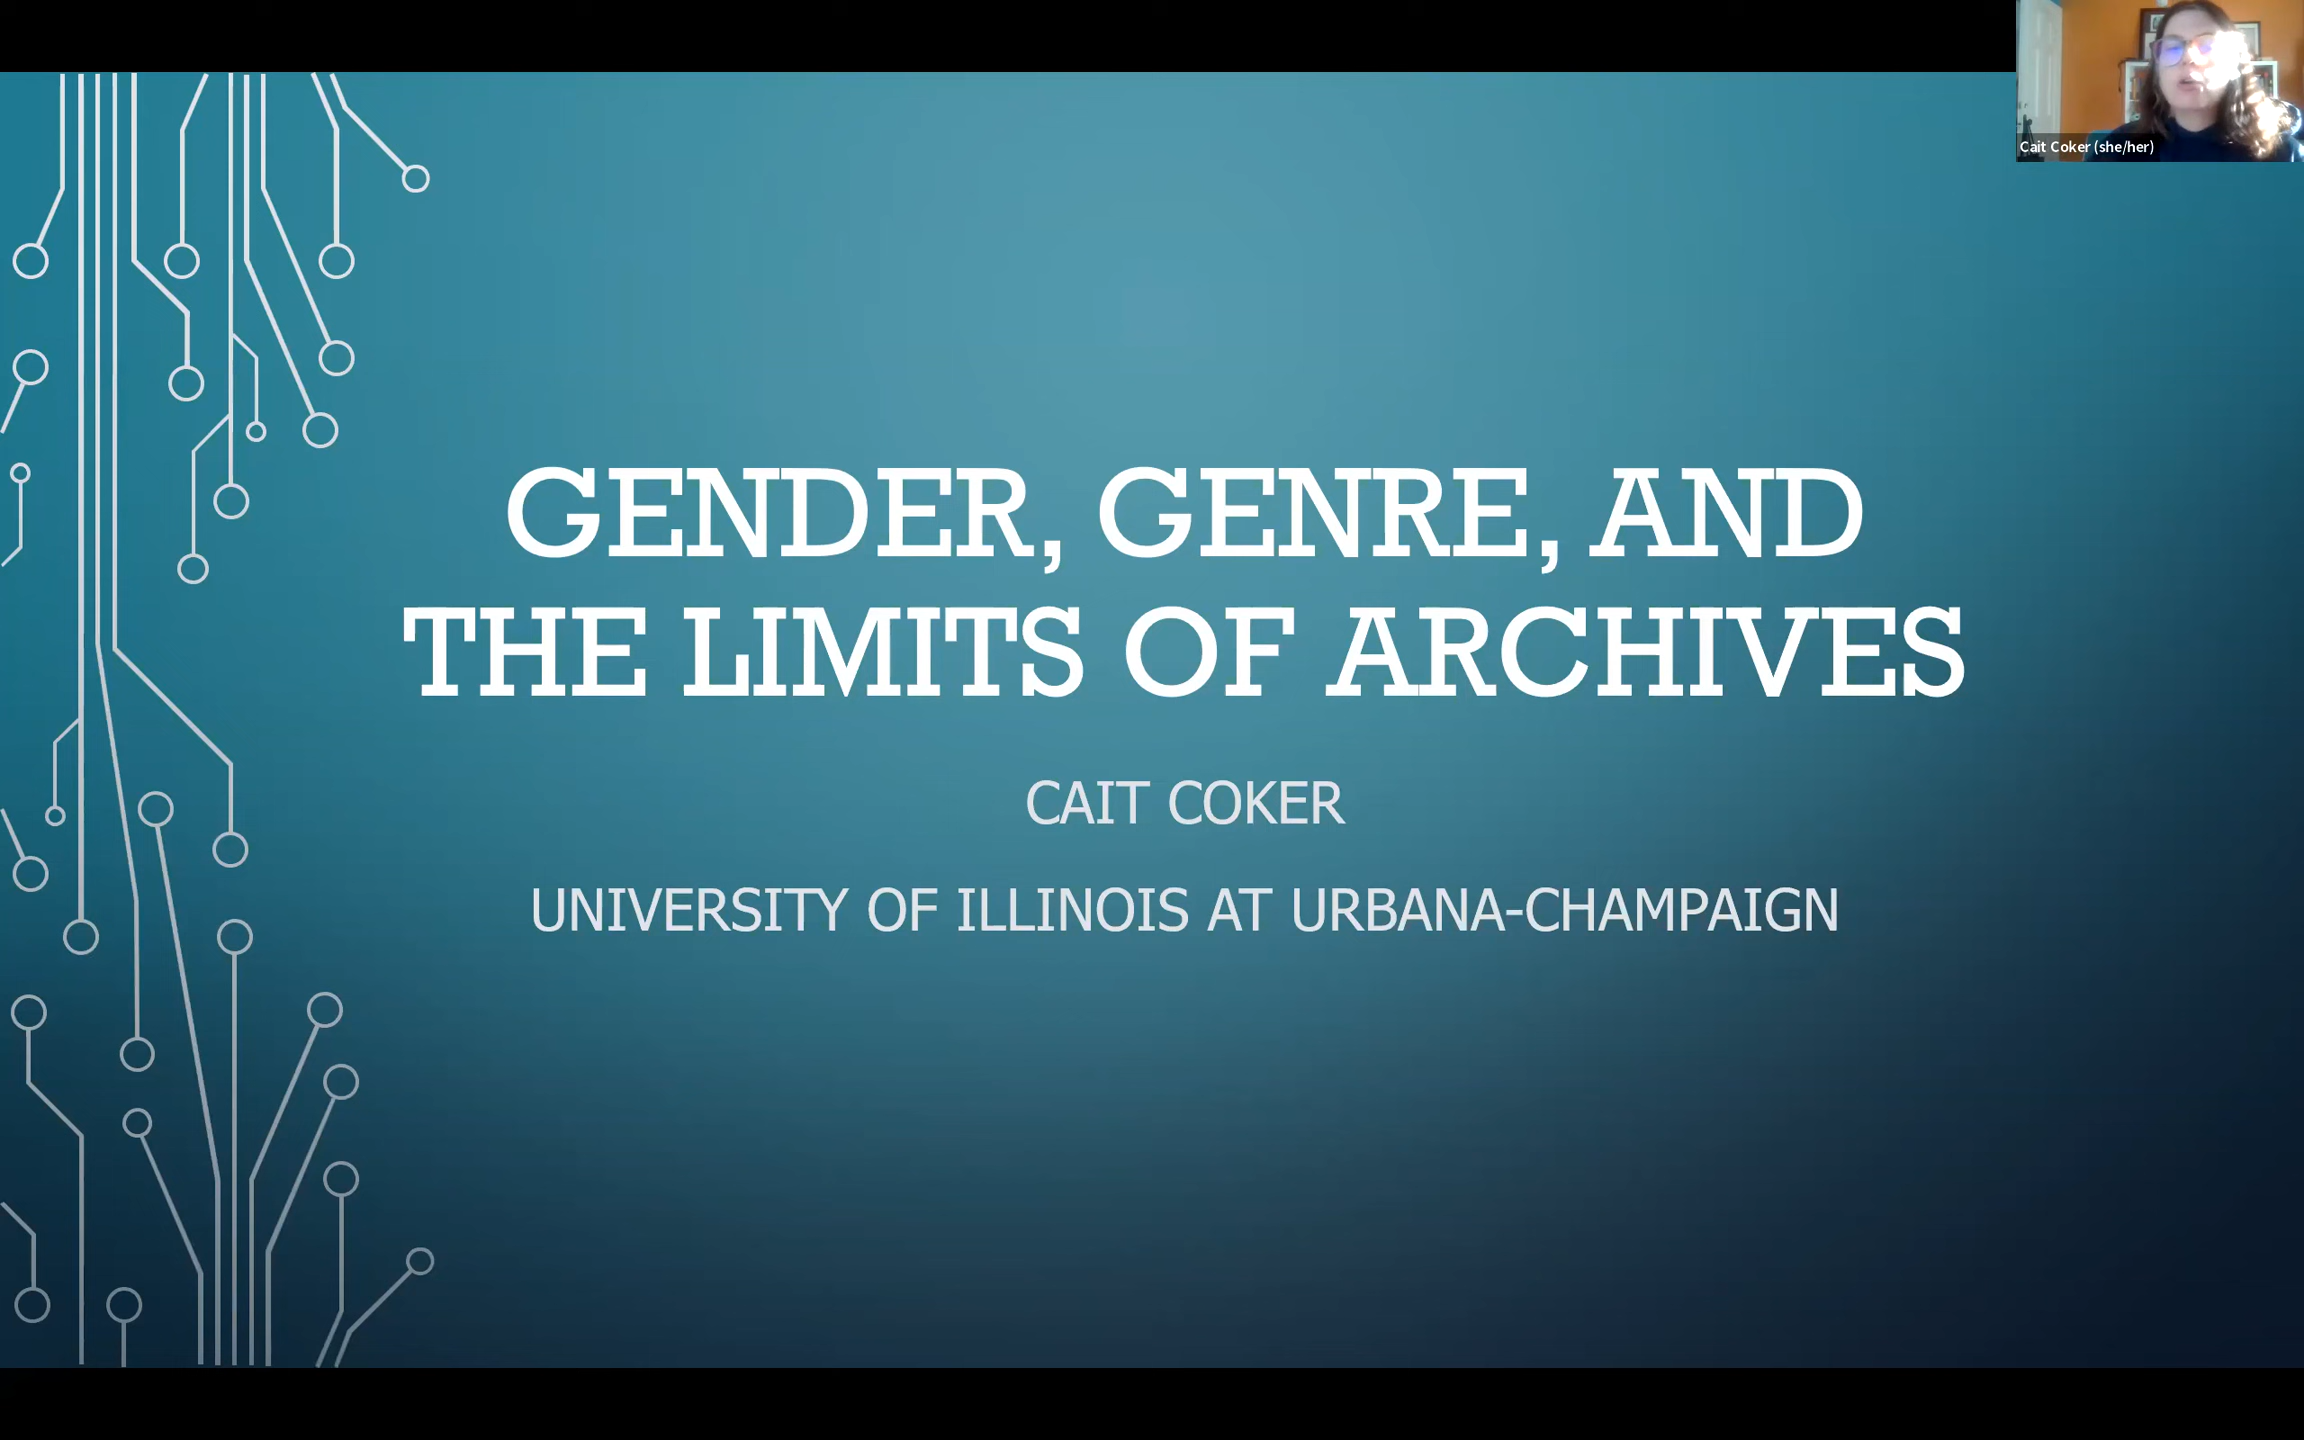 Cait Coker (she/her)
GENDER, GENRE, AND
THE LIMITS OF ARCHIVES
CAIT COKER
UNIVERSITY OF ILLINOIS AT URBANA-CHAMPAIGN